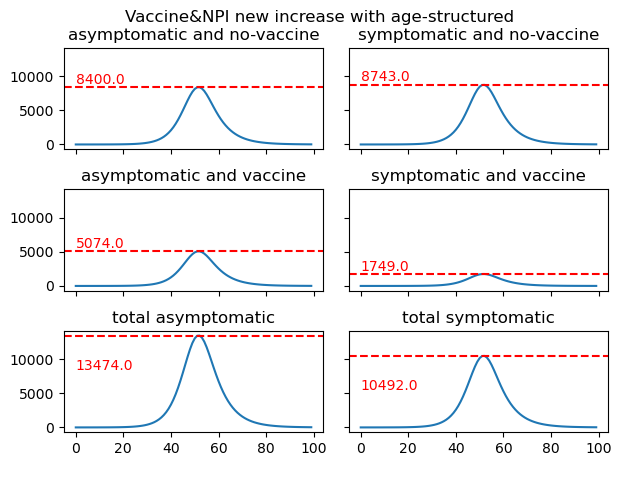 Vaccine&NPI new increase with age-structured
asymptomatic and no-vaccine
symptomatic and no-vaccine
10000
5000
0
8400.0
8743.0
asymptomatic and vaccine
symptomatic and vaccine
10000
5000
0
5074.0
1749.0
total asymptomatic
total symptomatic
10000
5000
0
13474.0
10492.0
0 20 40 60 80 100
0 20 40 60 80 100